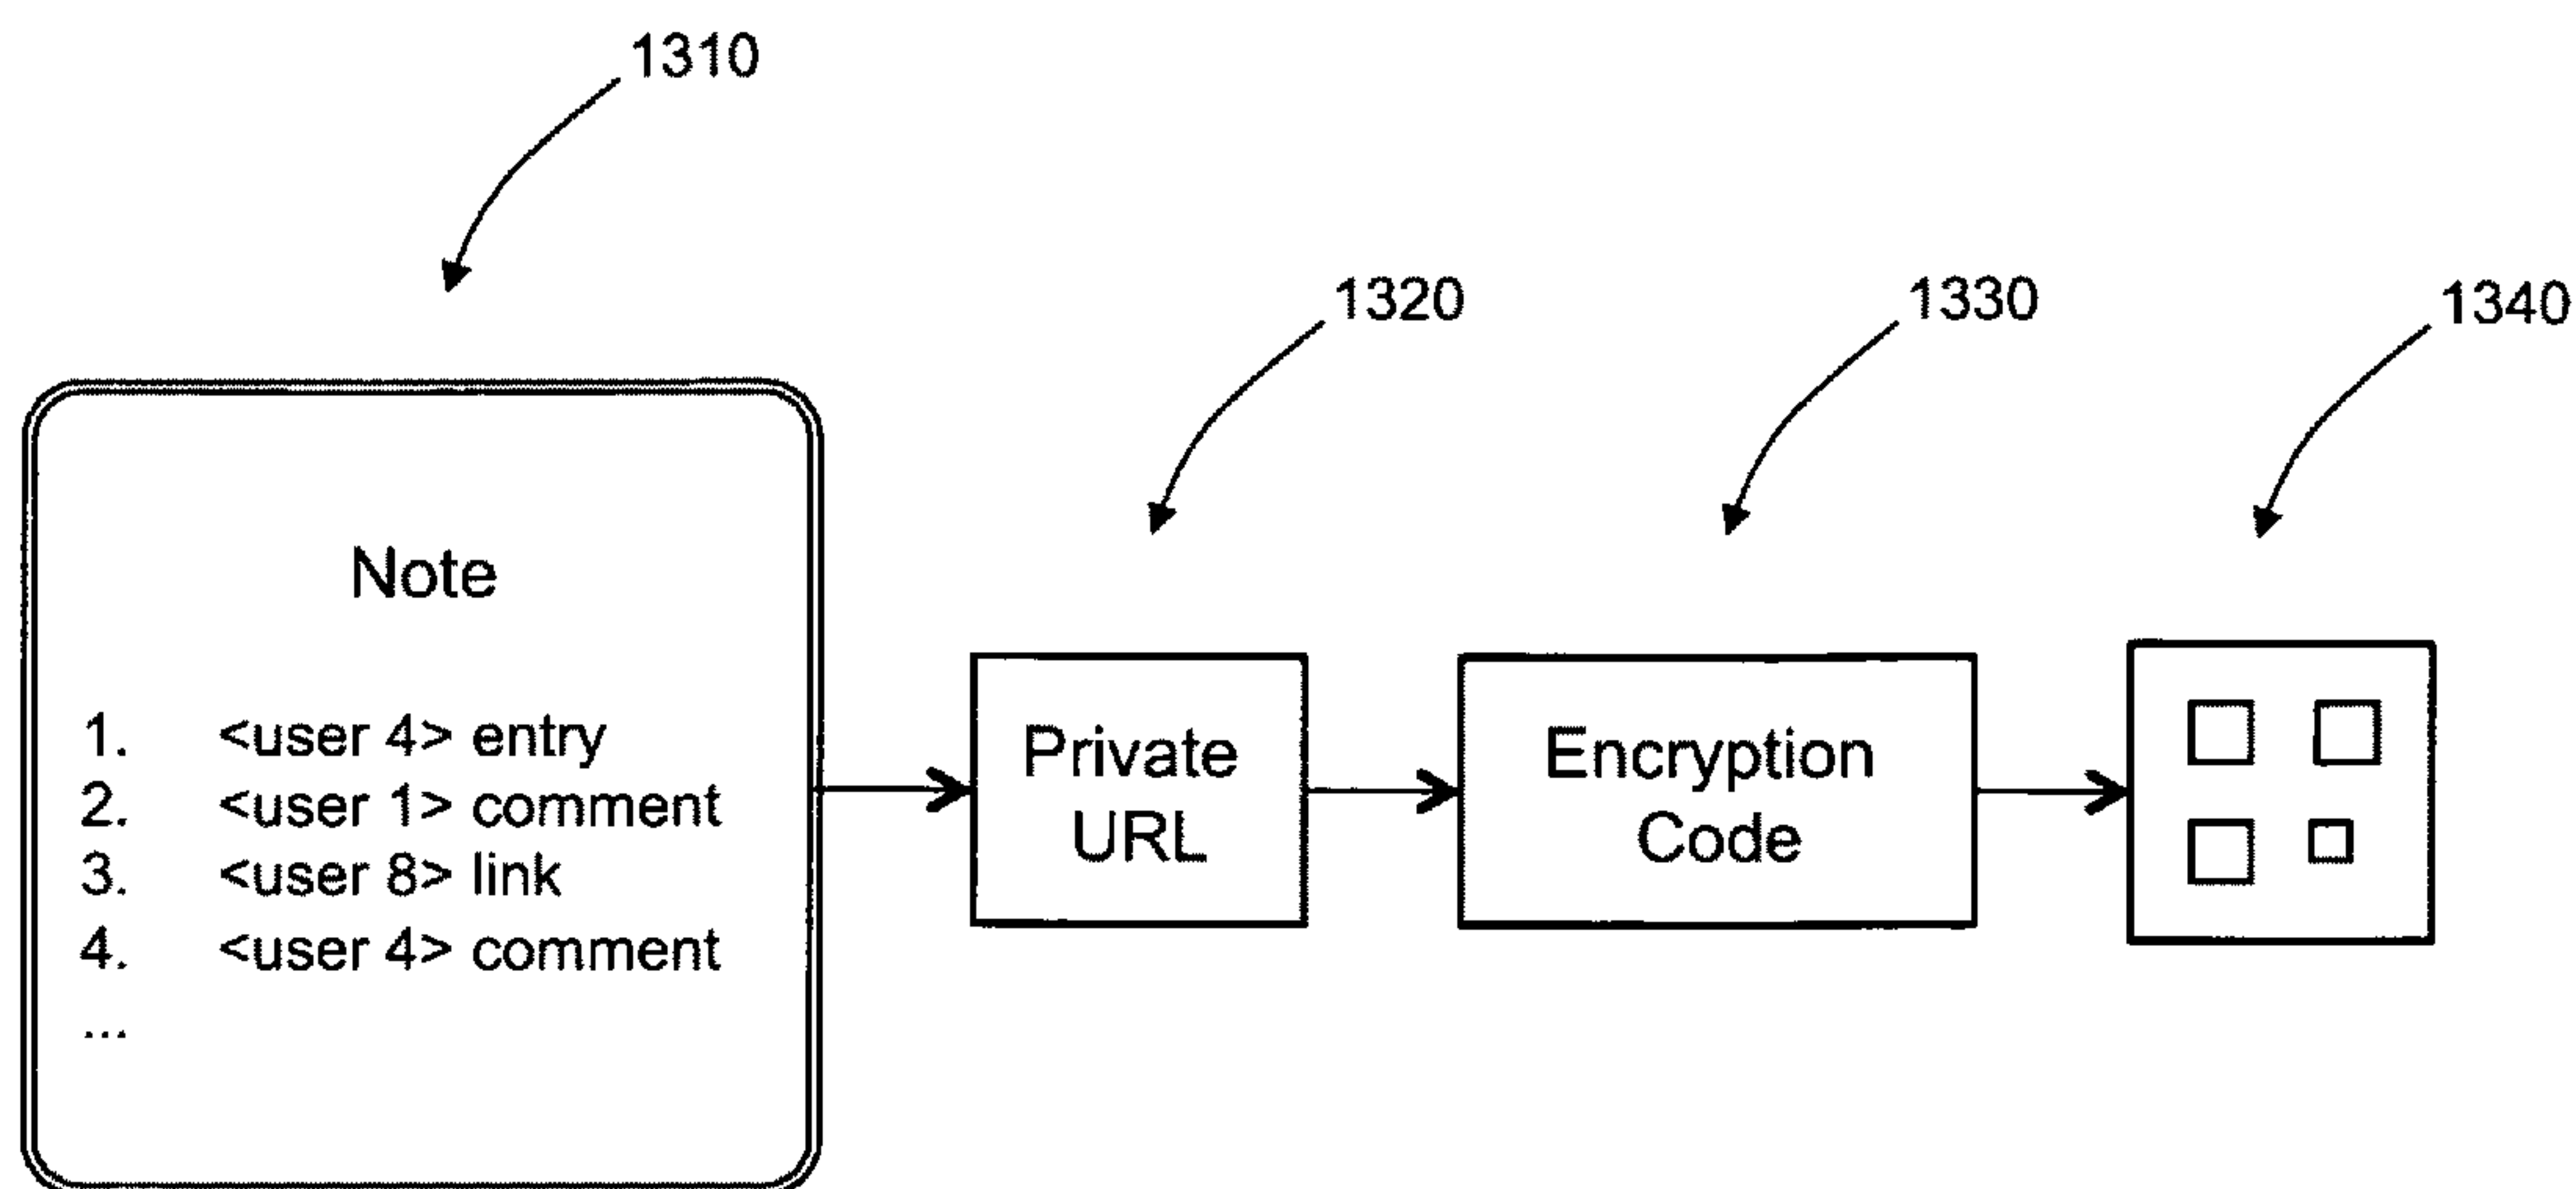 1310
1320
1330
1340
Note
1. <user 4> entry
2. <user 1> comment
3. <user 8> link
4. <user 4> comment
...
Private
URL
Encryption
Code